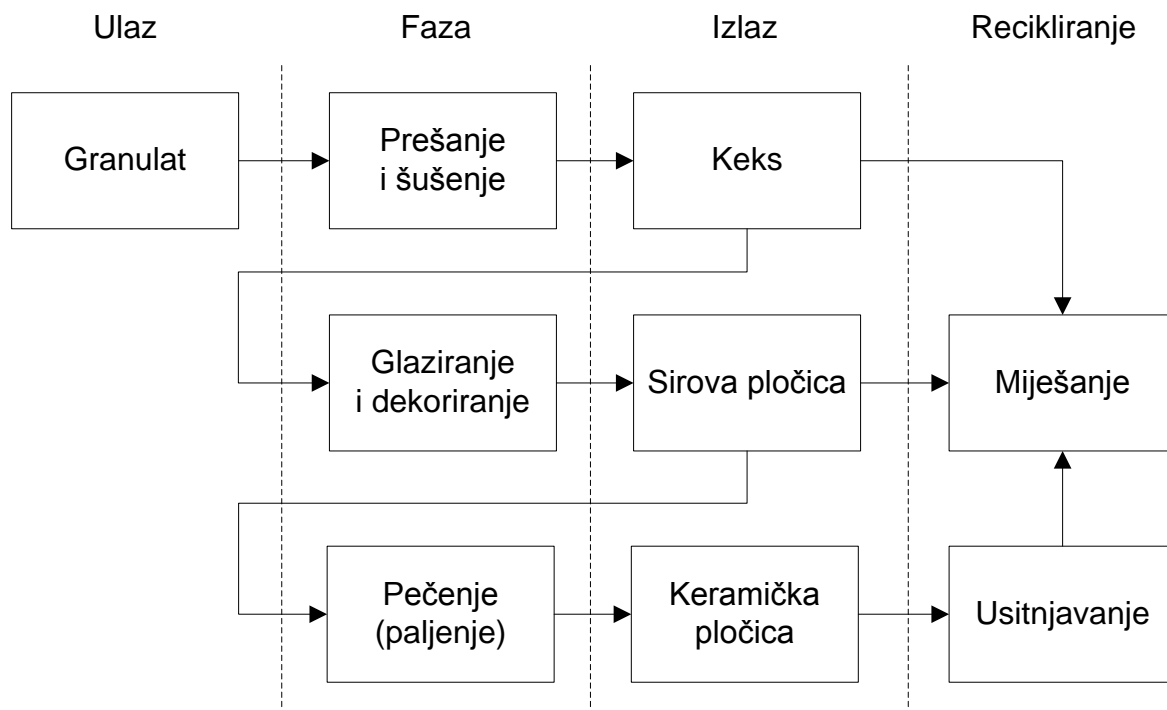 Ulaz
Faza
Izlaz
Recikliranje
Granulat
Prešanje
i šušenje
Keks
Glaziranje
i dekoriranje
Sirova pločica
Miješanje
Pečenje
(paljenje)
Keramička
pločica
Usitnjavanje